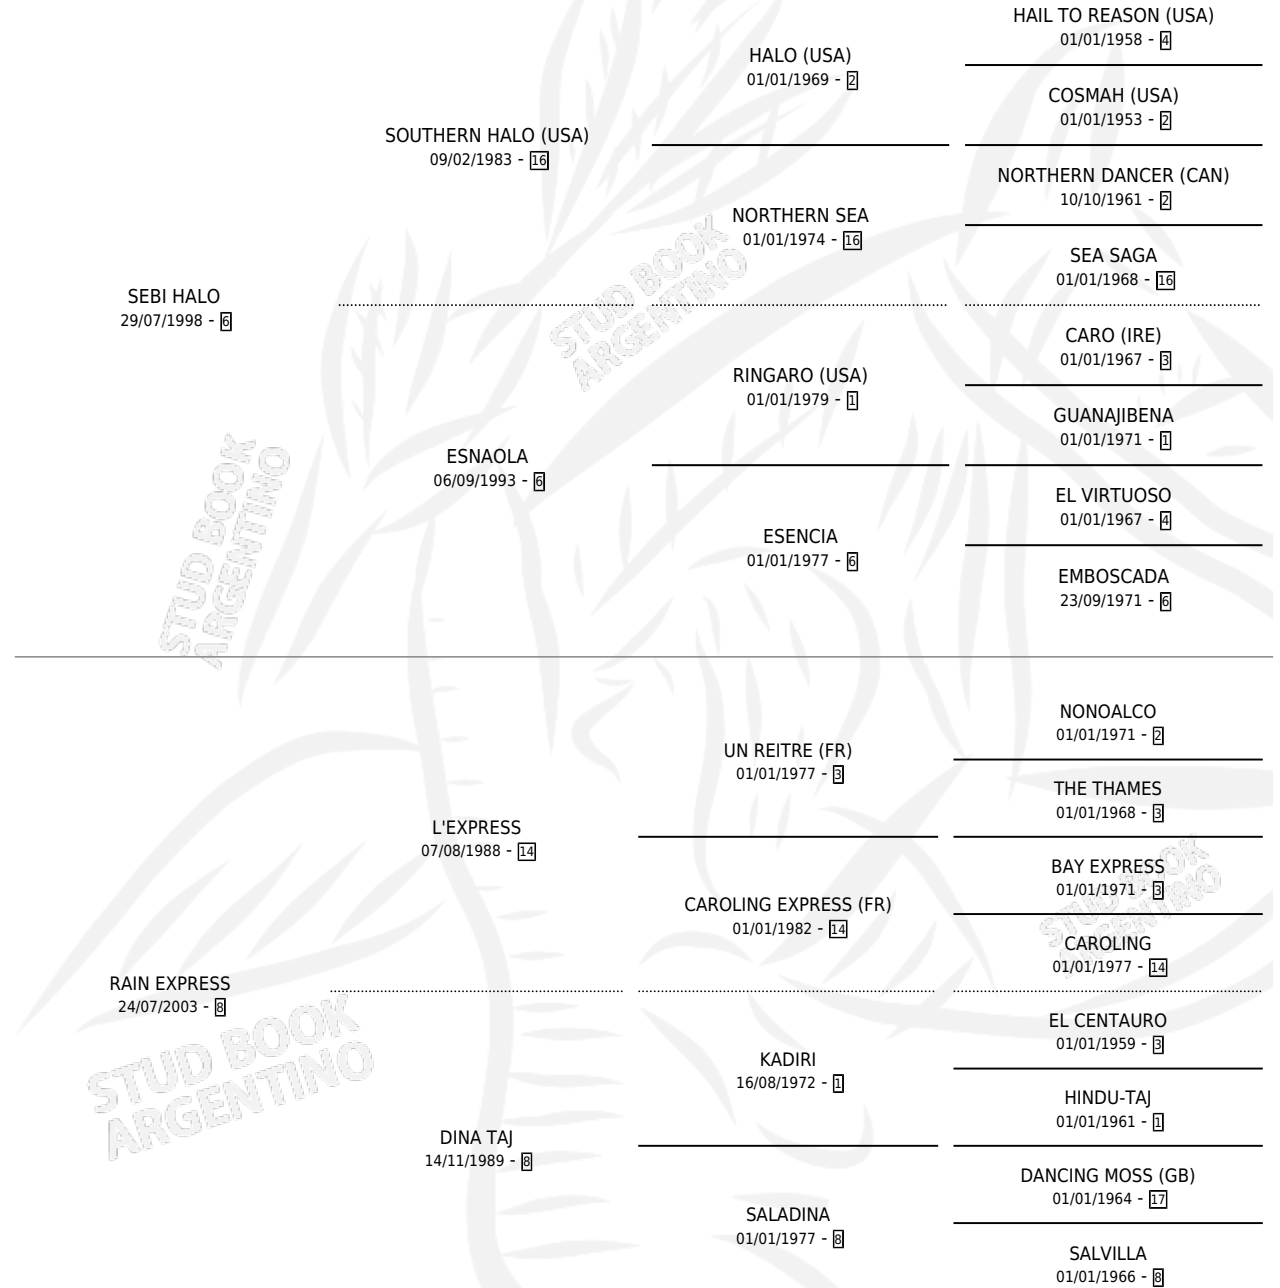 HAIL TO REASON (USA)
01/01/1958 - 4
HALO (USA)
01/01/1969 - 2
COSMAH (USA)
01/01/1953 - 2
SOUTHERN HALO (USA)
09/02/1983 - 16
NORTHERN DANCER (CAN)
10/10/1961 - 2
NORTHERN SEA
01/01/1974 - 16
SEA SAGA
01/01/1968 - 16
SEBI HALO
29/07/1998 - 6
CARO (IRE)
01/01/1967 - 3
RINGARO (USA)
01/01/1979 - 1
GUANAJIBENA
01/01/1971 - 1
ESNAOLA
06/09/1993 - 6
EL VIRTUOSO
01/01/1967 - 4
ESENCIA
01/01/1977 - 6
EMBOSCADA
23/09/1971 - 6
NONOALCO
01/01/1971 - 2
UN REITRE (FR)
01/01/1977 - 3
THE THAMES
01/01/1968 - 3
L'EXPRESS
07/08/1988 - 14
BAY EXPRESS
01/01/1971 - 3
CAROLING EXPRESS (FR)
01/01/1982 - 14
CAROLING
01/01/1977 - 14
RAIN EXPRESS
24/07/2003 - 8
EL CENTAURO
01/01/1959 - 3
KADIRI
16/08/1972 - 1
HINDU-TAJ
01/01/1961 - 1
DINA TAJ
14/11/1989 - 8
DANCING MOSS (GB)
01/01/1964 - 17
SALADINA
01/01/1977 - 8
SALVILLA
01/01/1966 - 8
STUD BOOK
ARGENTINO
STUD BOOK
ARGENTINO
STUD BOOK
ARGENTINO
STUD BOOK
ARGENTINO